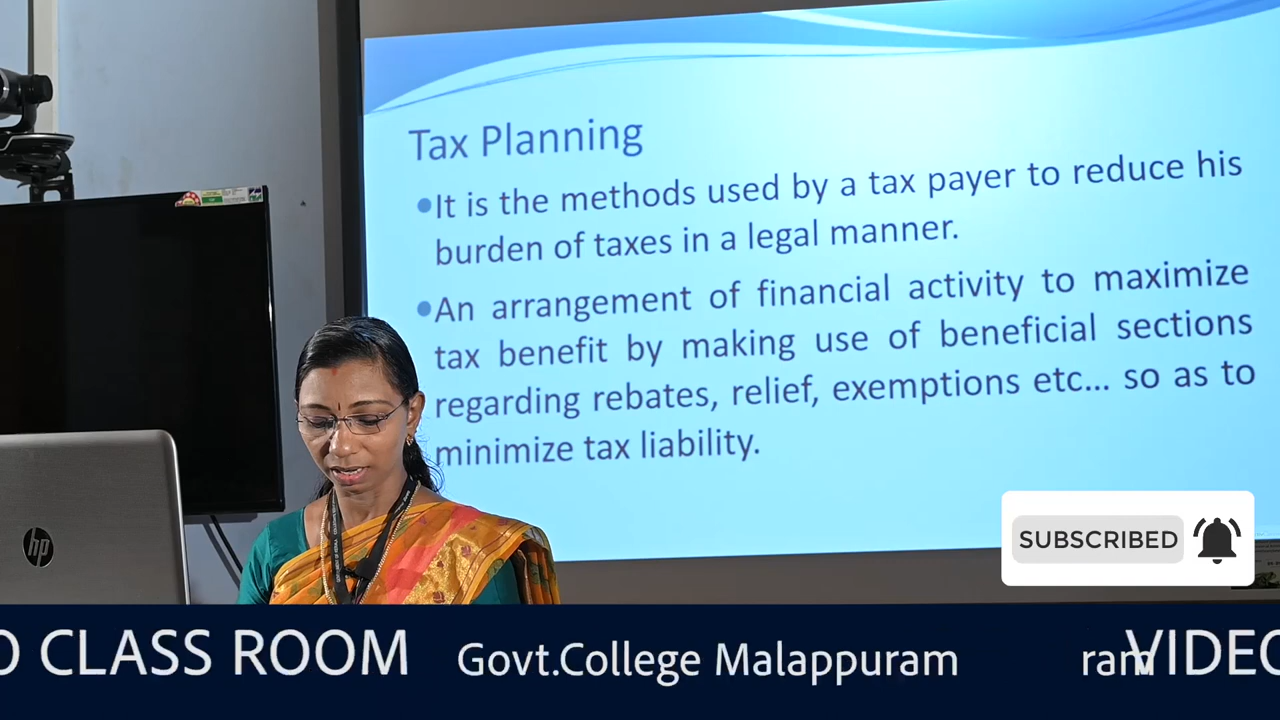 Tax Planning
•It is the methods used by a tax payer to reduce his
burden of taxes in a legal manner.
•An arrangement of financial activity to maximize
tax benefit by making use of beneficial sections
regarding rebates, relief, exemptions etc... so as to
minimize tax liability.
hp
SUBSCRIBED
O CLASS ROOM Govt.College Malappuram ram VIDEO